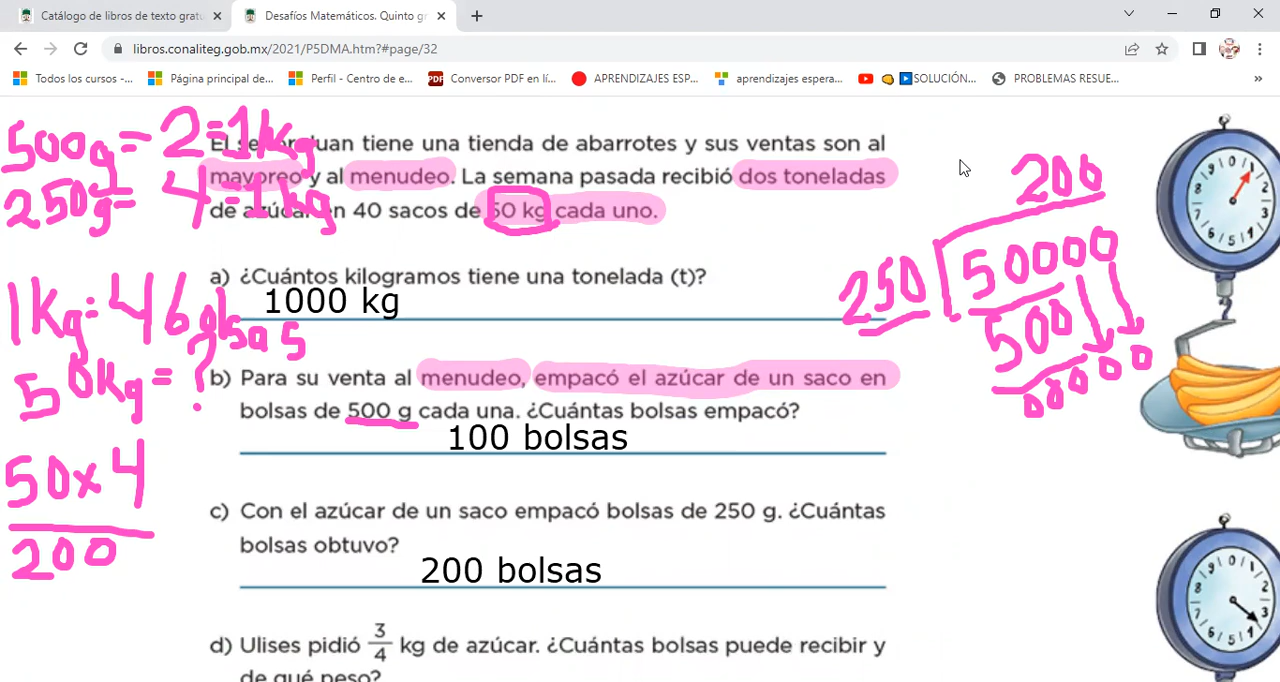 Catálogo de libros de texto gratu
Desafíos Matemáticos. Quinto gr
libros.conaliteg.gob.mx/2021/P5DMA.htm?#page/32
Todos los cursos -...
Página principal de...
Perfil - Centro de e...
PDF Conversor PDF en lí...
APRENDIZAJES ESP...
aprendizajes espera...
SOLUCIÓN...
PROBLEMAS RESUE...
»
500g = 2 = 1kg
250g = 4 = 1kg
1Kg = 4
50Kg = ?
50x4
200
El señor Juan tiene una tienda de abarrotes y sus ventas son al
mayoreo y al menudeo. La semana pasada recibió dos toneladas
de azúcar en 40 sacos de 50 kg cada uno.
a) ¿Cuántos kilogramos tiene una tonelada (t)?
1000 kg
b) Para su venta al menudeo, empacó el azúcar de un saco en
bolsas de 500 g cada una. ¿Cuántas bolsas empacó?
100 bolsas
c) Con el azúcar de un saco empacó bolsas de 250 g. ¿Cuántas
bolsas obtuvo?
200 bolsas
d) Ulises pidió 3/4 kg de azúcar. ¿Cuántas bolsas puede recibir y
de qué peso?
200
250 50000
500
00000